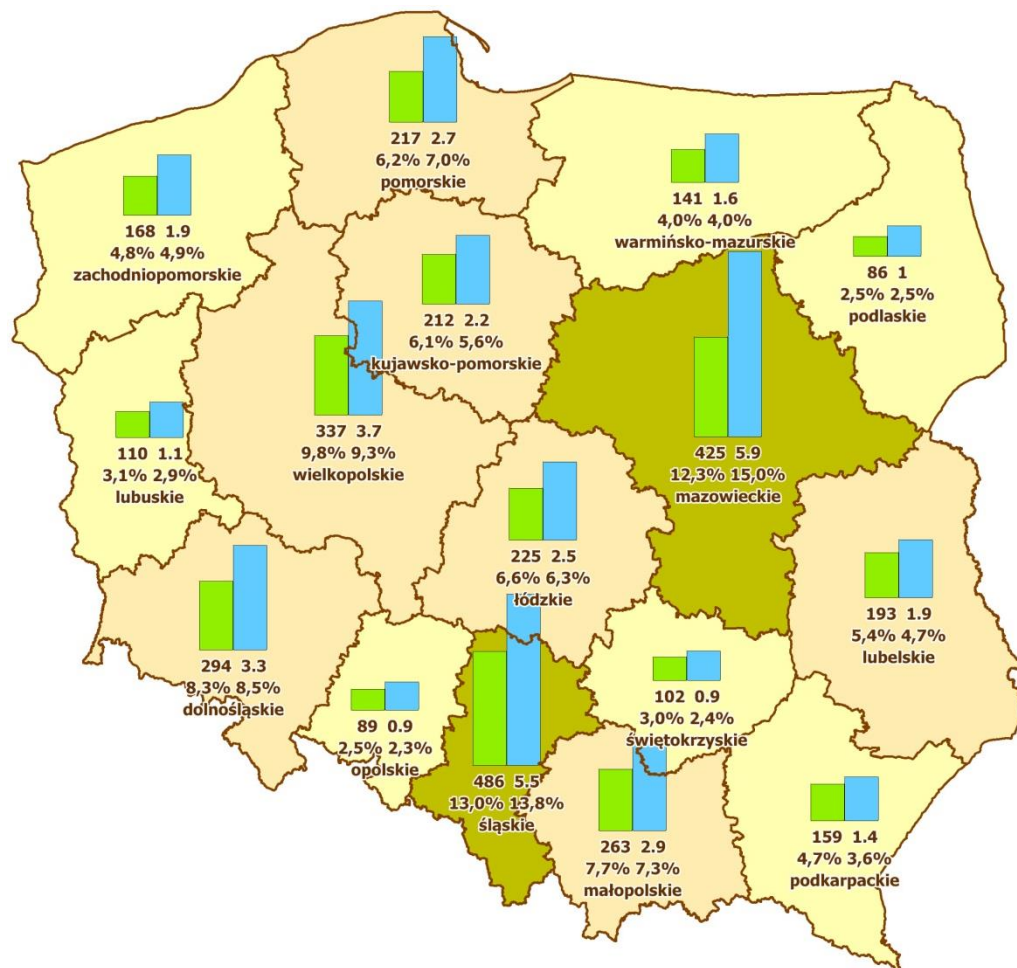 217 2.7
6,2% 7,0%
pomorskie
141 1.6
4,0% 4,0%
warmińsko-mazurskie
168 1.9
4,8% 4,9%
zachodniopomorskie
86 1
2,5% 2,5%
podlaskie
212 2.2
6,1% 5,6%
kujawsko-pomorskie
337 3.7
9,8% 9,3%
wielkopolskie
425 5.9
12,3% 15,0%
mazowieckie
110 1.1
3,1% 2,9%
lubuskie
225 2.5
6,6% 6,3%
łódzkie
193 1.9
5,4% 4,7%
lubelskie
294 3.3
8,3% 8,5%
dolnośląskie
89 0.9
2,5% 2,3%
opolskie
102 0.9
3,0% 2,4%
świętokrzyskie
486 5.5
13,0% 13,8%
śląskie
263 2.9
7,7% 7,3%
małopolskie
159 1.4
4,7% 3,6%
podkarpackie